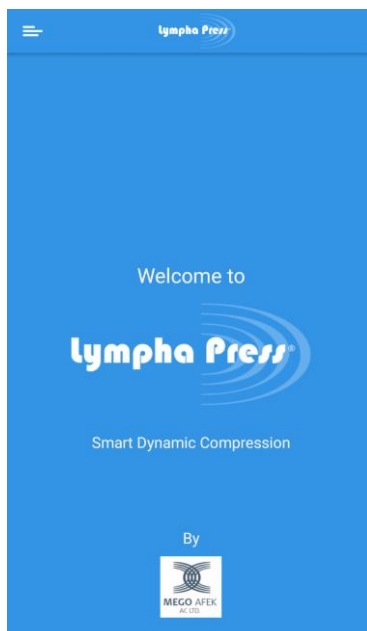 Lympha Press
Welcome to
Lympha Press®
Smart Dynamic Compression
By
MEGO AFEK
AC LTD.